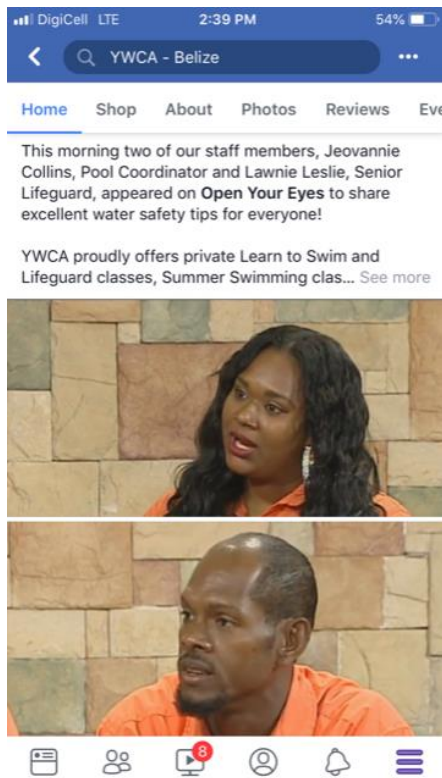 DigiCell LTE 2:39 PM 54%
YWCA - Belize
Home Shop About Photos Reviews Eve
This morning two of our staff members, Jeovannie
Collins, Pool Coordinator and Lawnie Leslie, Senior
Lifeguard, appeared on Open Your Eyes to share
excellent water safety tips for everyone!
YWCA proudly offers private Learn to Swim and
Lifeguard classes, Summer Swimming clas... See more
8